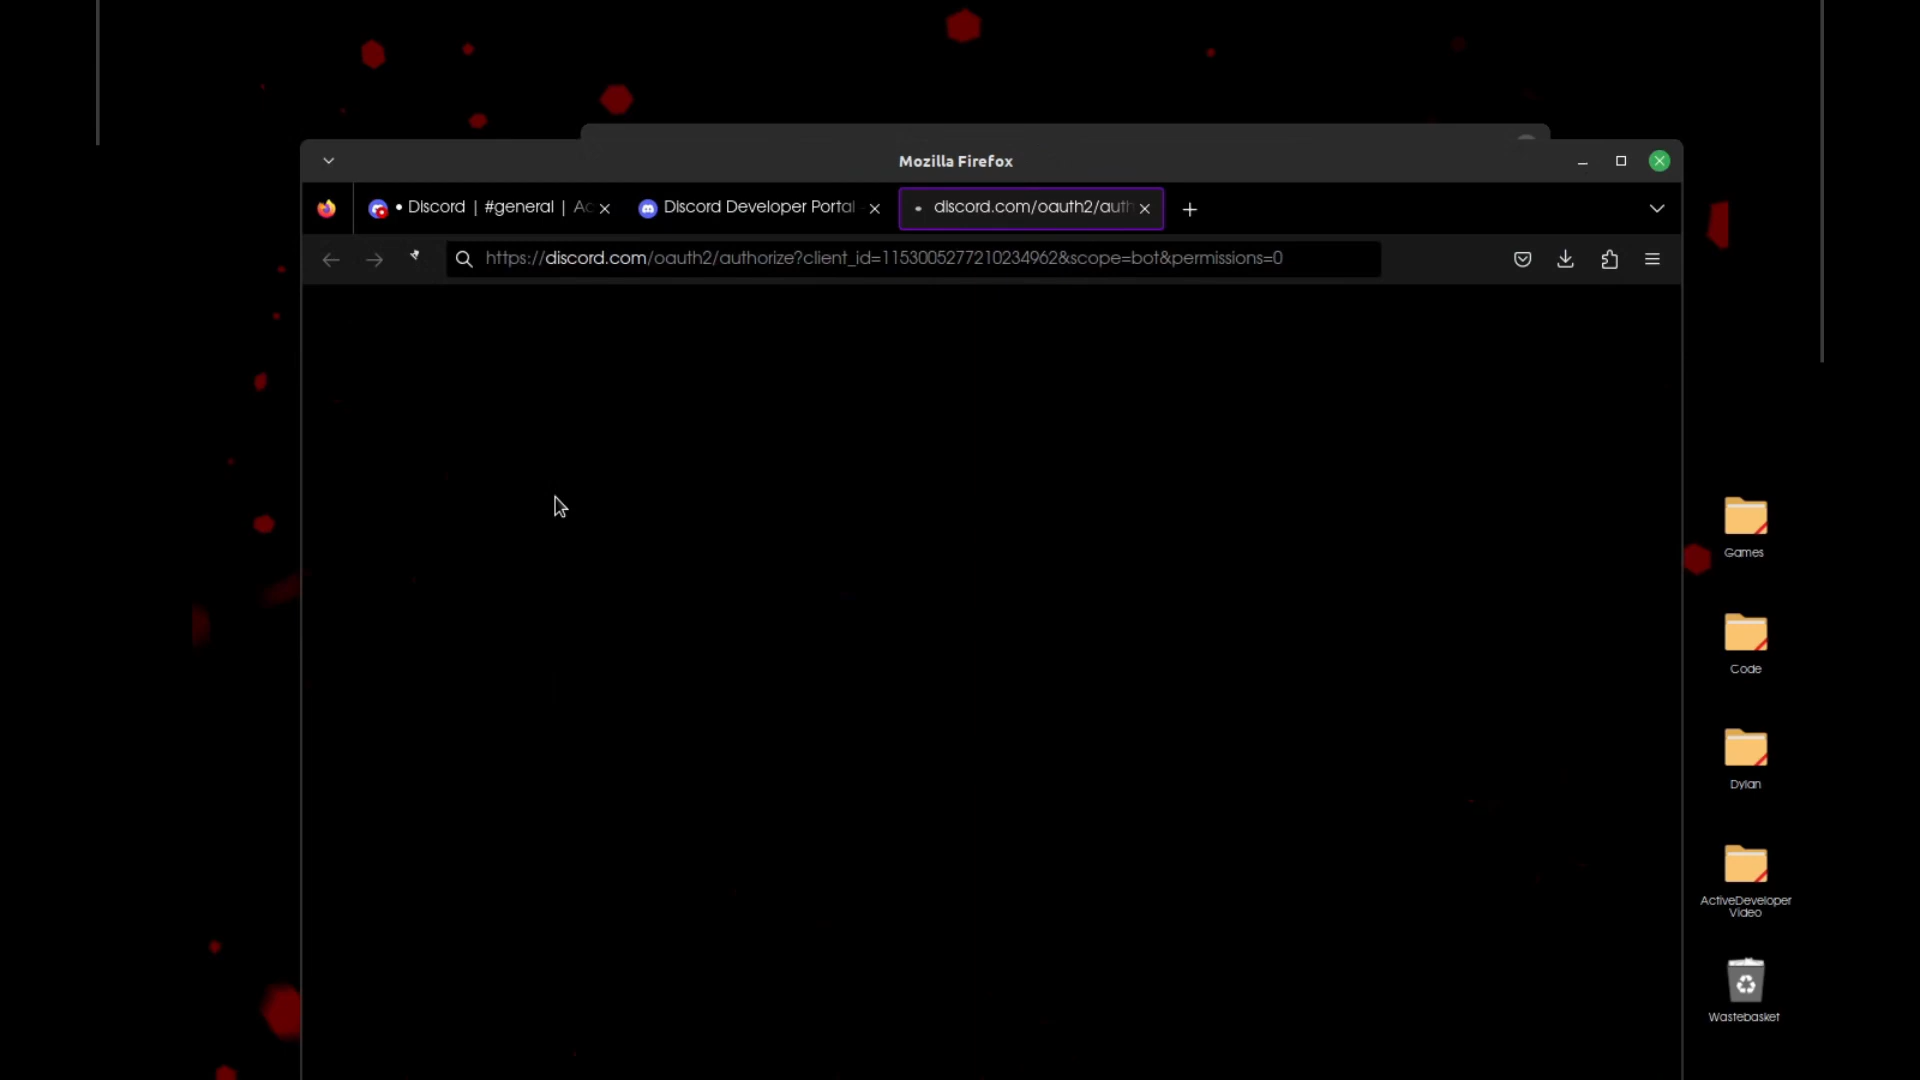 Mozilla Firefox
• Discord | #general | Ac
Discord Developer Portal
discord.com/oauth2/auth
https://discord.com/oauth2/authorize?client_id=1153005277210234962&scope=bot&permissions=0
Games
Code
Dylan
ActiveDeveloper
Video
Wastebasket